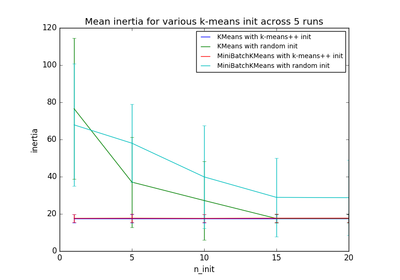 Mean inertia for various k-means init across 5 runs
120
100
80
60
40
20
0
inertia
KMeans with k-means++ init
KMeans with random init
MiniBatchKMeans with k-means++ init
MiniBatchKMeans with random init
0 5 10 15 20
n_init